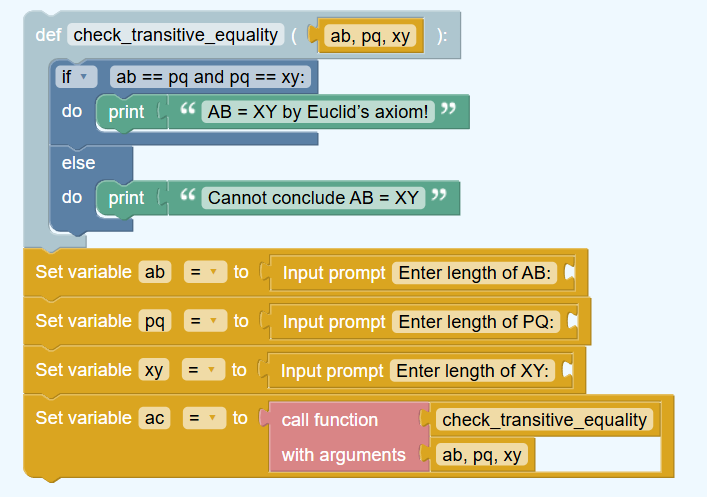 def check_transitive_equality ( ab, pq, xy ):
if ab == pq and pq == xy:
do print “ AB = XY by Euclid’s axiom! ”
else
do print “ Cannot conclude AB = XY ”
Set variable ab = to Input prompt Enter length of AB:
Set variable pq = to Input prompt Enter length of PQ:
Set variable xy = to Input prompt Enter length of XY:
Set variable ac = to call function check_transitive_equality
with arguments ab, pq, xy